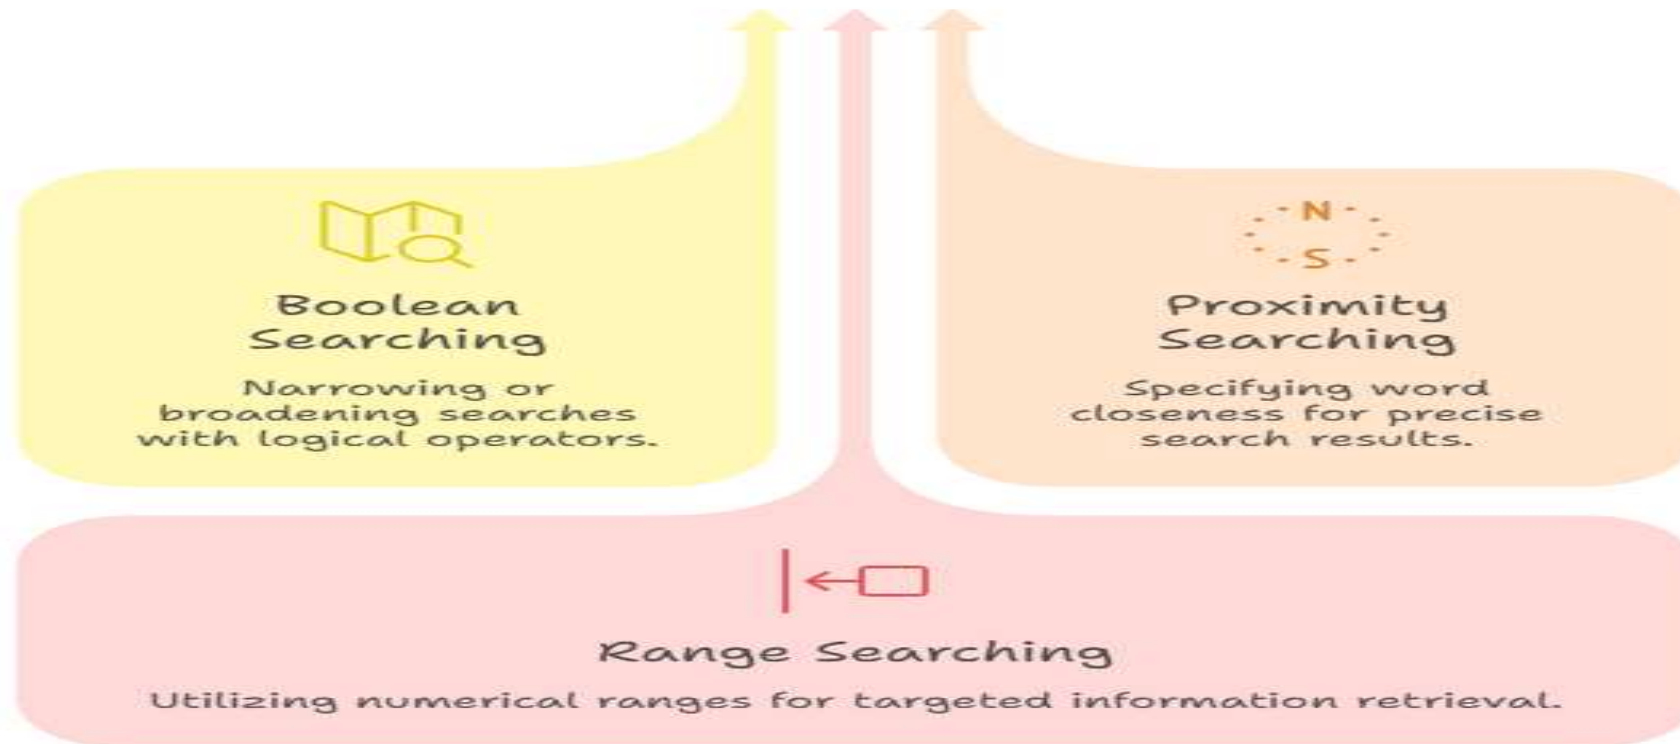 Boolean
Searching
Narrowing or
broadening searches
with logical operators.
N
S
Proximity
Searching
Specifying word
closeness for precise
search results.
Range Searching
Utilizing numerical ranges for targeted information retrieval.